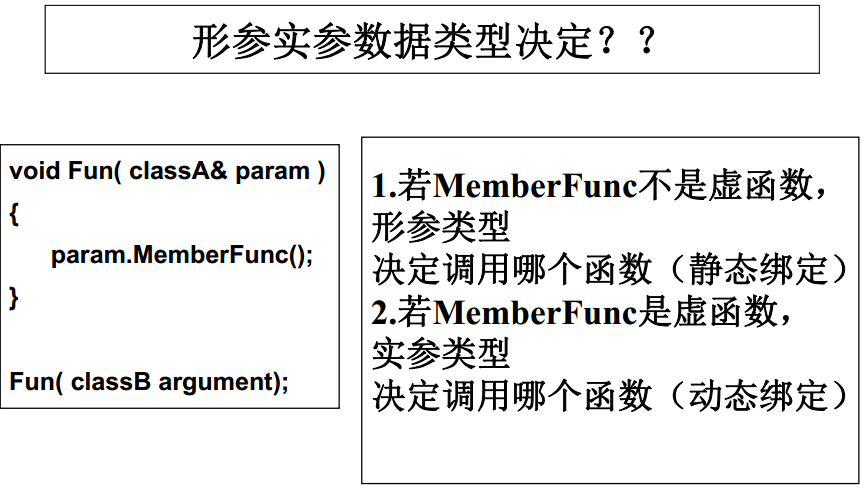 形参实参数据类型决定？？
void Fun( classA& param )
{
param.MemberFunc();
}
Fun( classB argument);
1.若MemberFunc不是虚函数，
形参类型
决定调用哪个函数（静态绑定）
2.若MemberFunc是虚函数，
实参类型
决定调用哪个函数（动态绑定）